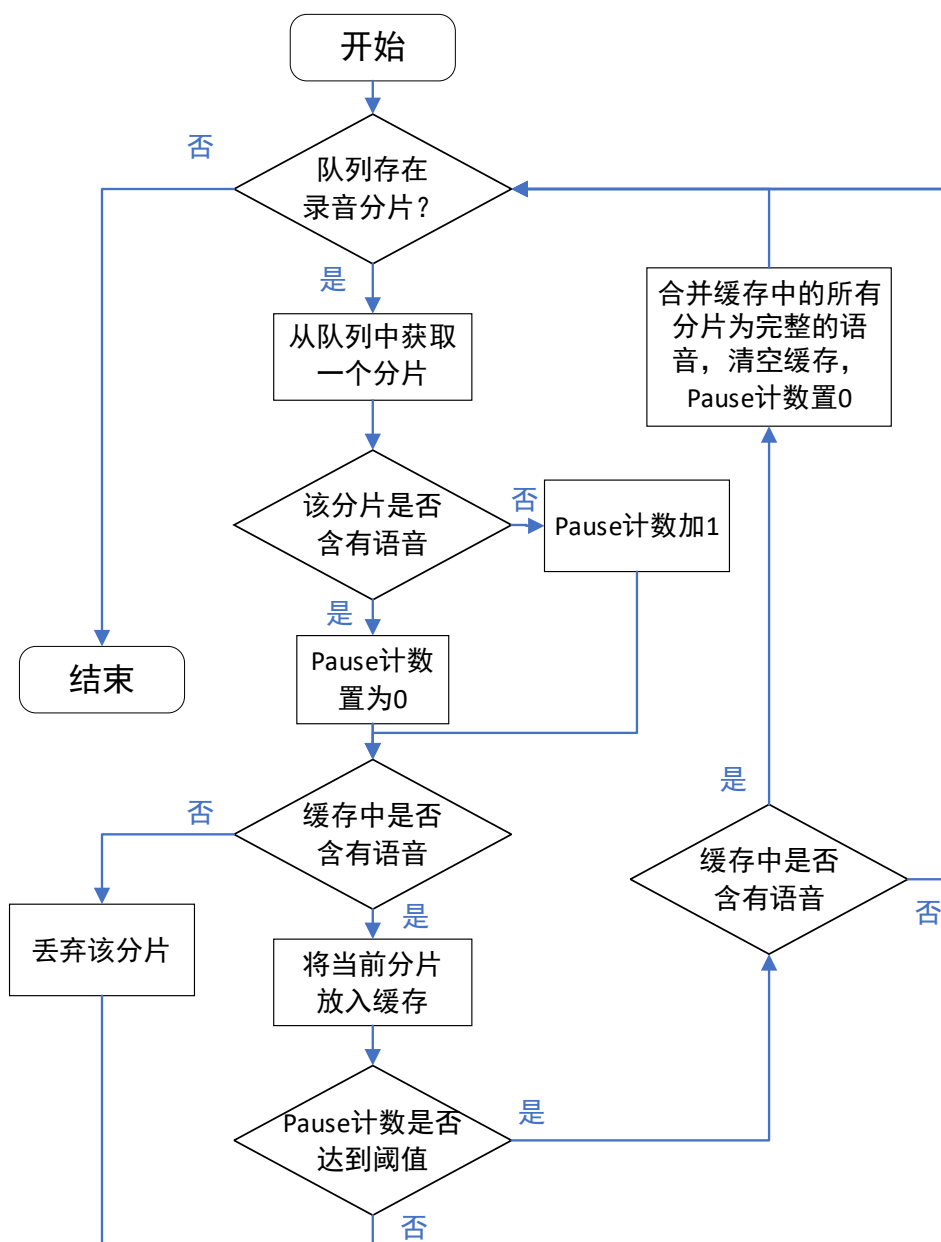 开始
否
队列存在
录音分片？
是
从队列中获取
一个分片
合并缓存中的所有
分片为完整的语
音，清空缓存，
Pause计数置0
该分片是否
含有语音
否
Pause计数加1
是
Pause计数
置为0
结束
缓存中是否
含有语音
否
是
丢弃该分片
将当前分片
放入缓存
是
缓存中是否
含有语音
否
Pause计数是否
达到阈值
是
否